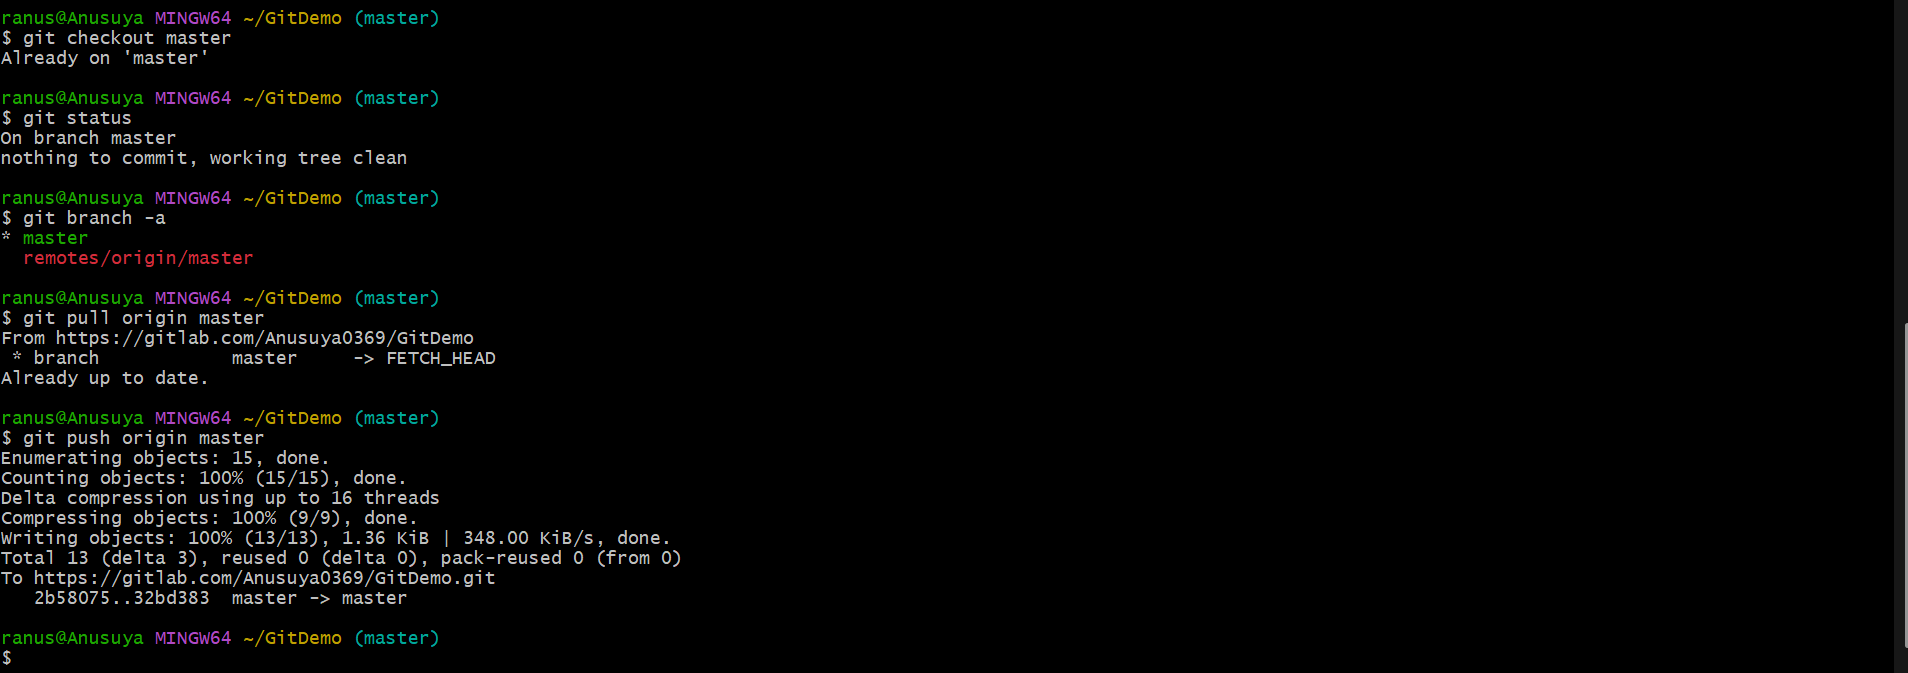 ranus@Anusuya MINGW64 ~/GitDemo (master)
$ git checkout master
Already on 'master'
ranus@Anusuya MINGW64 ~/GitDemo (master)
$ git status
On branch master
nothing to commit, working tree clean
ranus@Anusuya MINGW64 ~/GitDemo (master)
$ git branch -a
* master
  remotes/origin/master
ranus@Anusuya MINGW64 ~/GitDemo (master)
$ git pull origin master
From https://gitlab.com/Anusuya0369/GitDemo
 * branch            master     -> FETCH_HEAD
Already up to date.
ranus@Anusuya MINGW64 ~/GitDemo (master)
$ git push origin master
Enumerating objects: 15, done.
Counting objects: 100% (15/15), done.
Delta compression using up to 16 threads
Compressing objects: 100% (9/9), done.
Writing objects: 100% (13/13), 1.36 KiB | 348.00 KiB/s, done.
Total 13 (delta 3), reused 0 (delta 0), pack-reused 0 (from 0)
To https://gitlab.com/Anusuya0369/GitDemo.git
   2b58075..32bd383  master -> master
ranus@Anusuya MINGW64 ~/GitDemo (master)
$